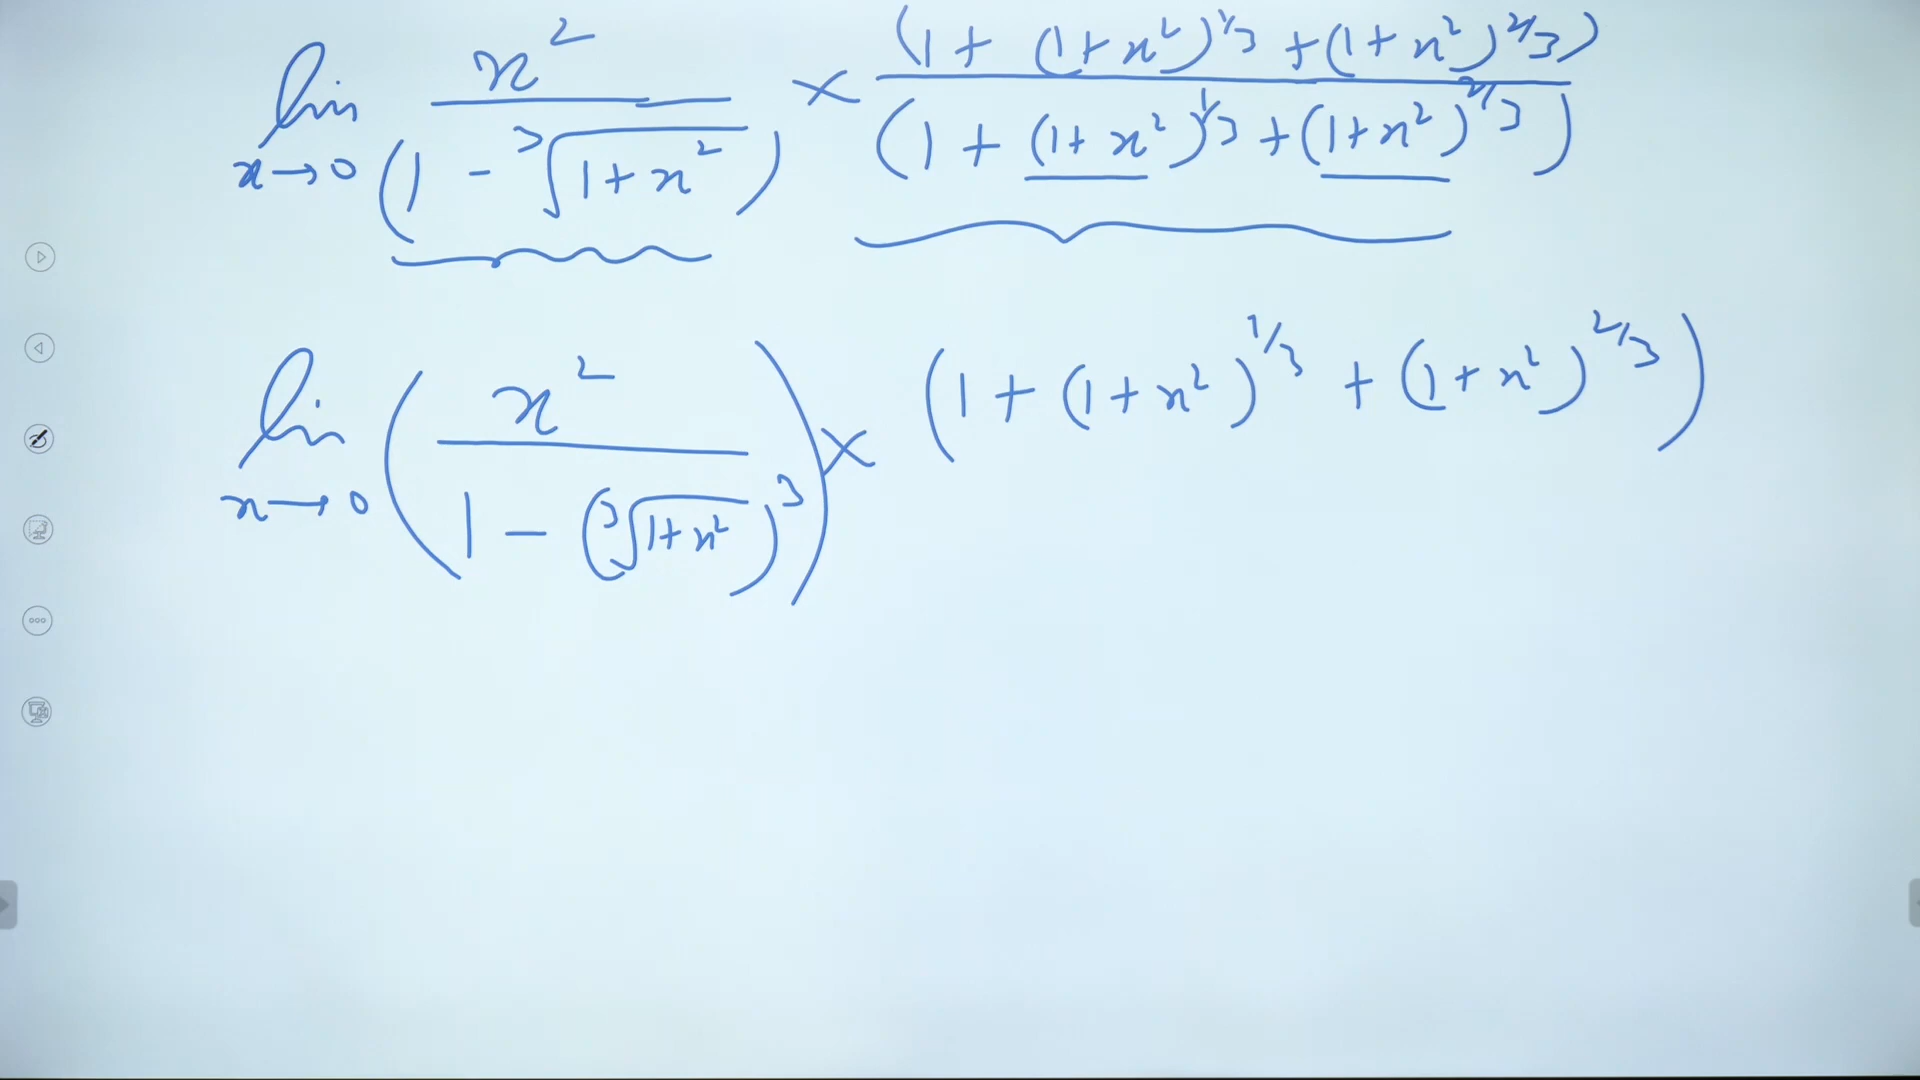 lim x→0 x² / (1 - ³√(1+x²)) × (1 + (1+x²)^1/3 + (1+x²)^2/3) / (1 + (1+x²)^1/3 + (1+x²)^2/3)
lim x→0 (x² / 1 - (³√(1+x²))³) × (1 + (1+x²)^1/3 + (1+x²)^2/3)